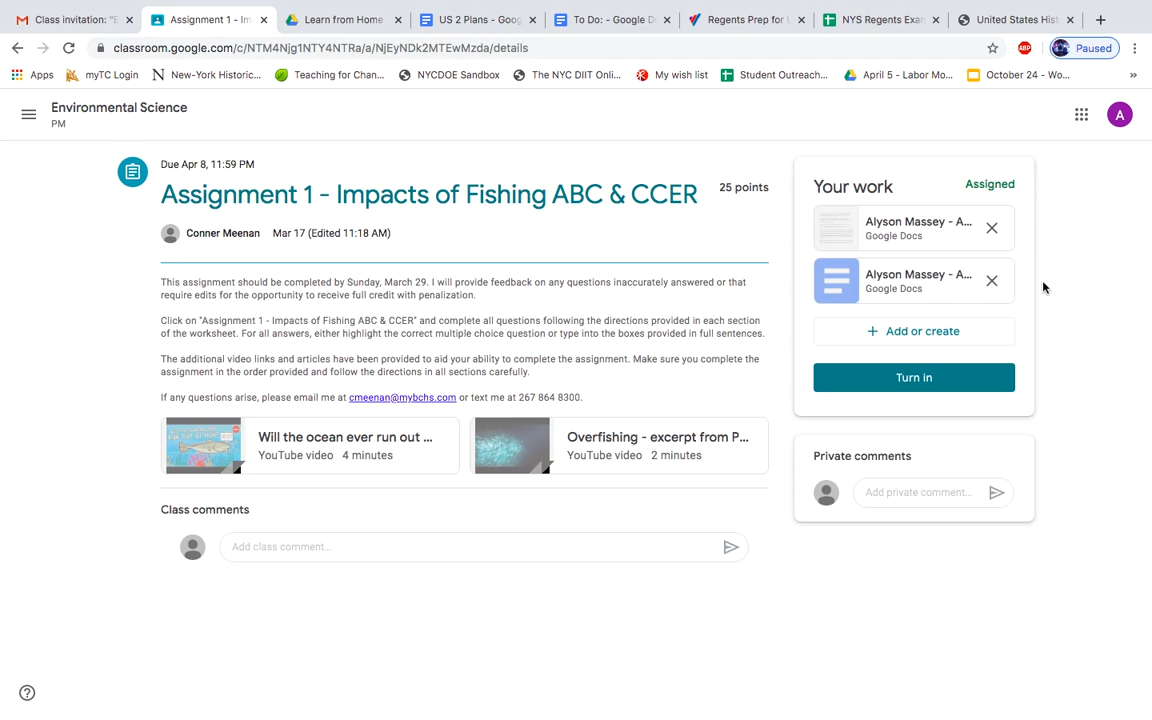 Class invitation: "E
Assignment 1 - Im
Learn from Home
US 2 Plans - Goog
To Do: - Google D
Regents Prep for U
NYS Regents Exam
United States Hist
classroom.google.com/c/NTM4Njg1NTY4NTRa/a/NjEyNDk2MTEwMzda/details
ABP
Paused
Apps
myTC Login
New-York Historic...
Teaching for Chan...
NYCDOE Sandbox
The NYC DIIT Onli...
My wish list
Student Outreach...
April 5 - Labor Mo...
October 24 - Wo...
»
Environmental Science
PM
A
Due Apr 8, 11:59 PM
Assignment 1 - Impacts of Fishing ABC & CCER
25 points
Conner Meenan Mar 17 (Edited 11:18 AM)
This assignment should be completed by Sunday, March 29. I will provide feedback on any questions inaccurately answered or that
require edits for the opportunity to receive full credit with penalization.
Click on "Assignment 1 - Impacts of Fishing ABC & CCER" and complete all questions following the directions provided in each section
of the worksheet. For all answers, either highlight the correct multiple choice question or type into the boxes provided in full sentences.
The additional video links and articles have been provided to aid your ability to complete the assignment. Make sure you complete the
assignment in the order provided and follow the directions in all sections carefully.
If any questions arise, please email me at cmeenan@mybchs.com or text me at 267 864 8300.
Will the ocean ever run out ...
YouTube video 4 minutes
Overfishing - excerpt from P...
YouTube video 2 minutes
Class comments
Add class comment...
Your work
Assigned
Alyson Massey - A...
Google Docs
Alyson Massey - A...
Google Docs
+ Add or create
Turn in
Private comments
Add private comment...